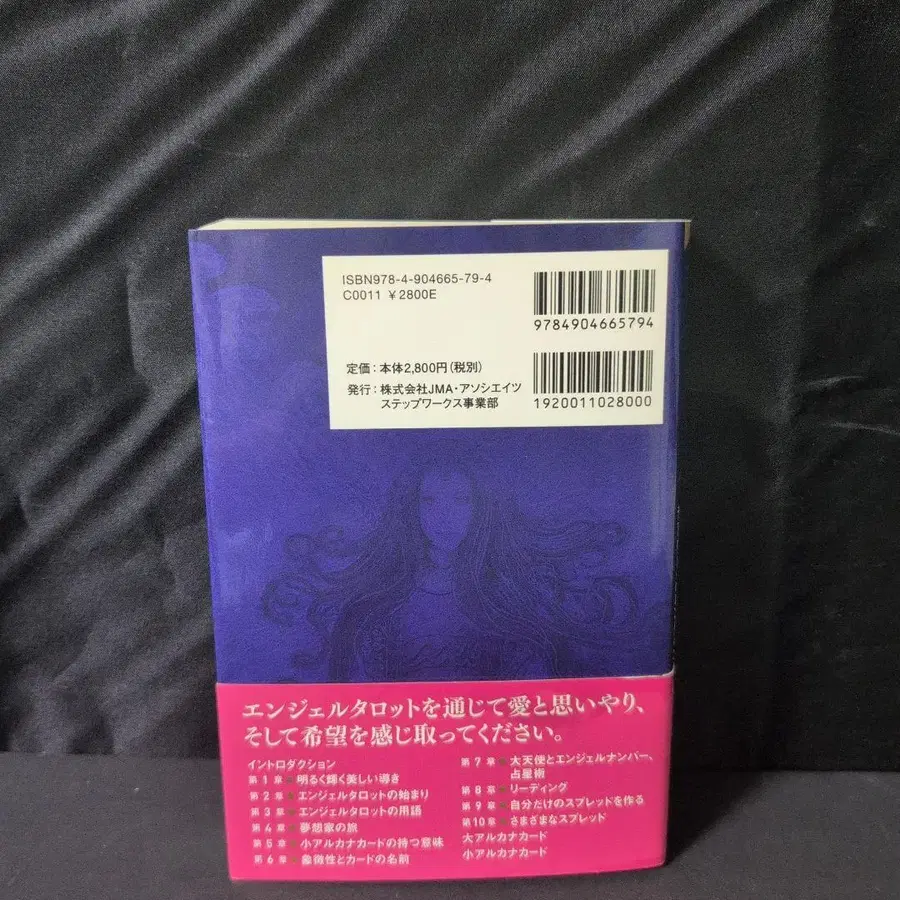 ISBN978-4-904665-79-4
C0011 ¥2800E
9784904665794
定価：本体2,800円（税別）
発行：株式会社JMA・アソシエイツ
ステップワークス事業部
1920011028000
エンジェルタロットを通じて愛と思いやり、
そして希望を感じ取ってください。
イントロダクション
第1章 明るく輝く美しい導き
第2章 エンジェルタロットの始まり
第3章 エンジェルタロットの用語
第4章 夢想家の旅
第5章 小アルカナカードの持つ意味
第6章 象徴性とカードの名前
第7章 大天使とエンジェルナンバー、
占星術
第8章 リーディング
第9章 自分だけのスプレッドを作る
第10章 さまざまなスプレッド
大アルカナカード
小アルカナカード